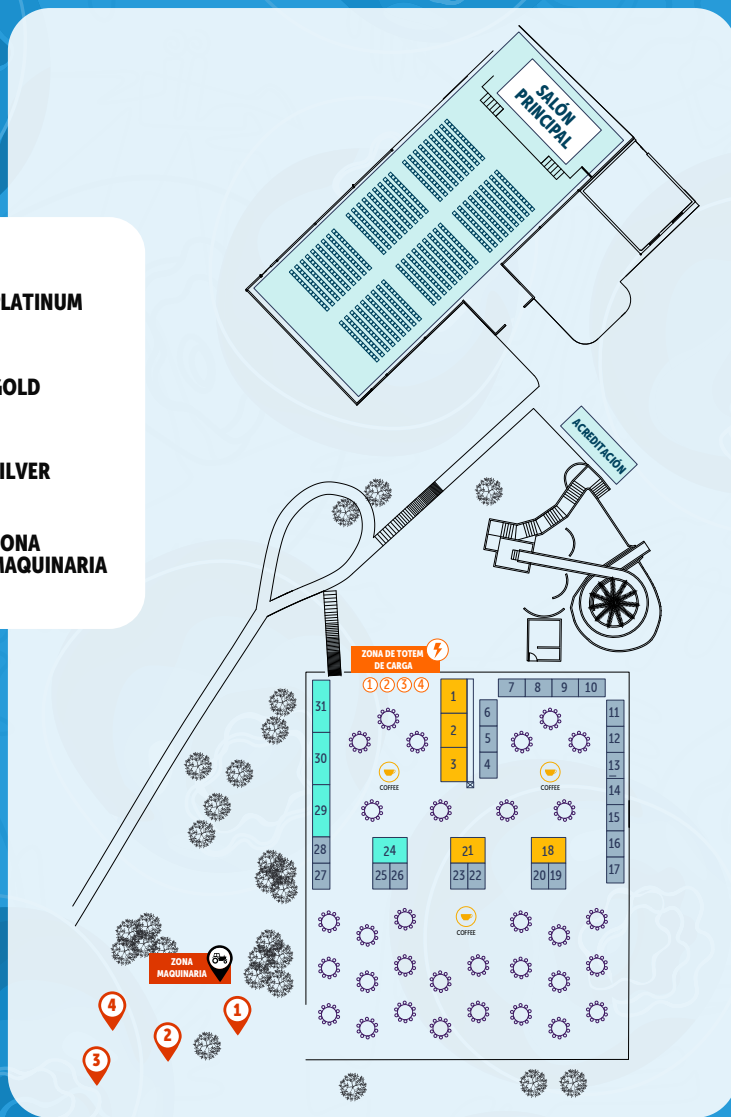 SALÓN
PRINCIPAL
LATINUM
GOLD
ILVER
ONA
MAQUINARIA
ACREDITACIÓN
ZONA DE TOTEM
DE CARGA
1 2 3 4
31
30
29
28
27
1
2
3
6
5
4
7 8 9 10
11
12
13
14
15
16
17
COFFEE
COFFEE
24
25 26
21
23 22
18
20 19
COFFEE
ZONA
MAQUINARIA
4
1
2
3